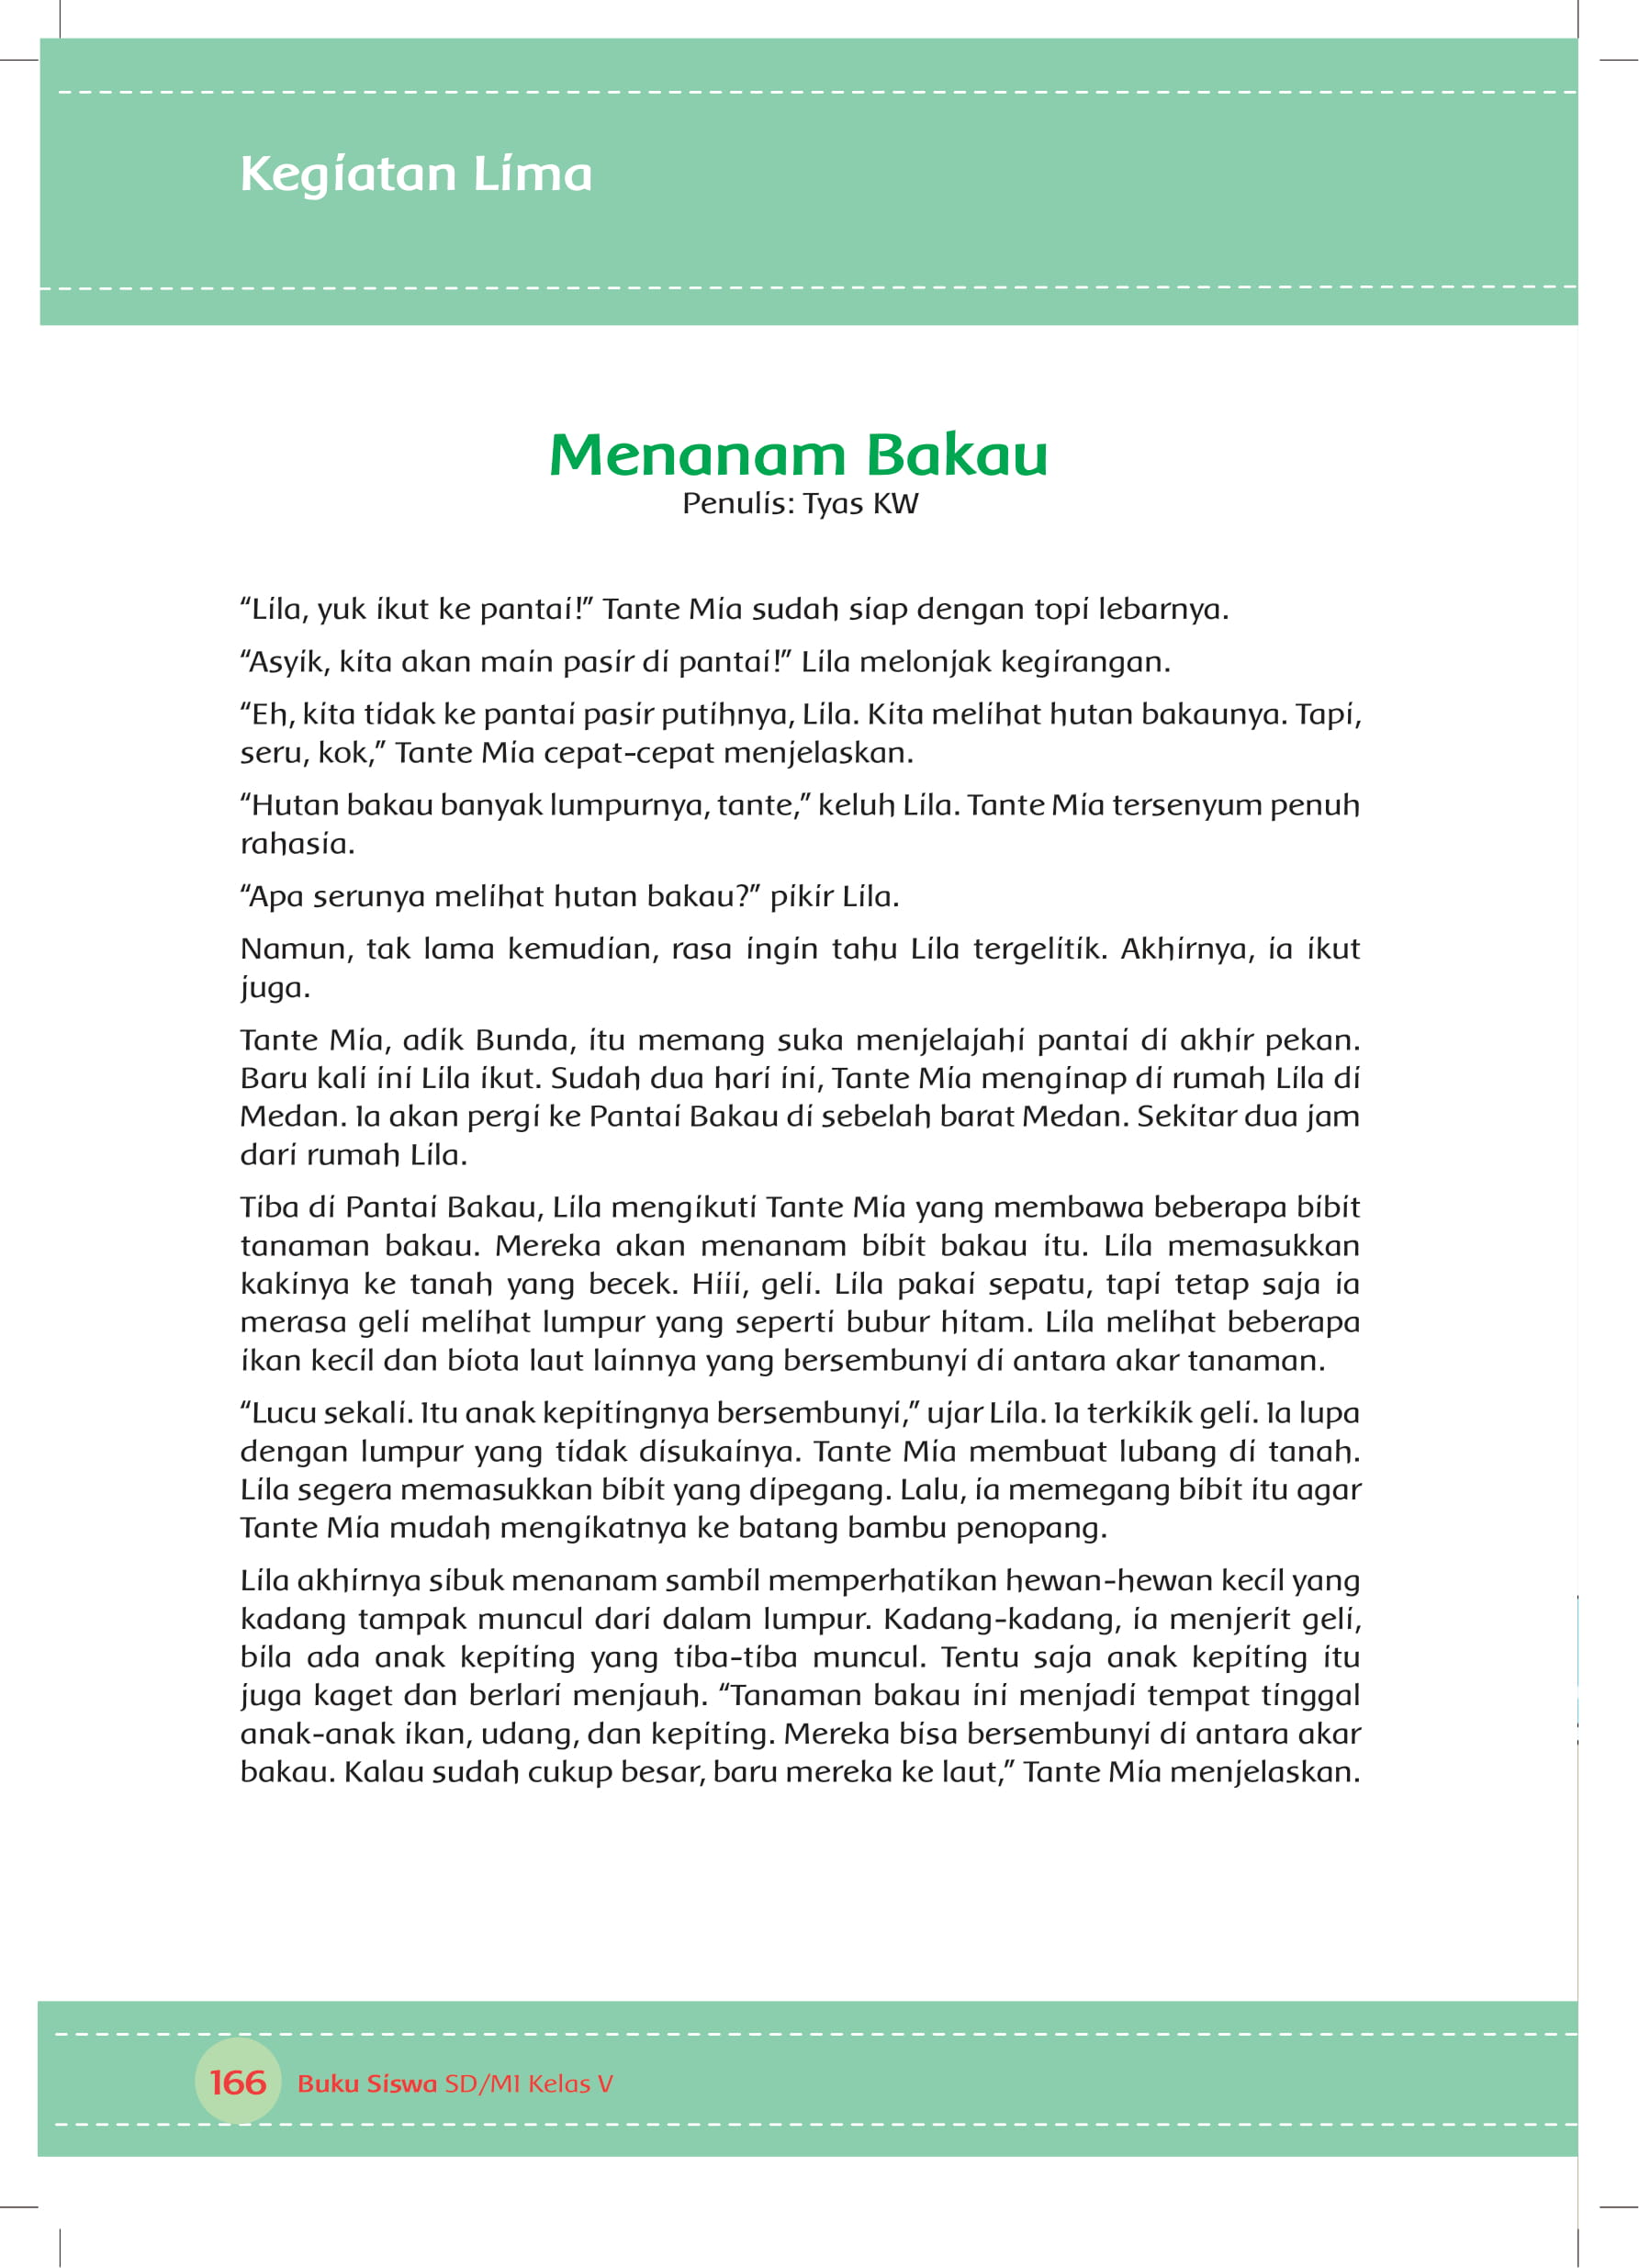 Kegiatan Lima
Menanam Bakau
Penulis: Tyas KW
“Lila, yuk ikut ke pantai!” Tante Mia sudah siap dengan topi lebarnya.
“Asyik, kita akan main pasir di pantai!” Lila melonjak kegirangan.
“Eh, kita tidak ke pantai pasir putihnya, Lila. Kita melihat hutan bakaunya. Tapi,
seru, kok,” Tante Mia cepat-cepat menjelaskan.
“Hutan bakau banyak lumpurnya, tante,” keluh Lila. Tante Mia tersenyum penuh
rahasia.
“Apa serunya melihat hutan bakau?” pikir Lila.
Namun, tak lama kemudian, rasa ingin tahu Lila tergelitik. Akhirnya, ia ikut
juga.
Tante Mia, adik Bunda, itu memang suka menjelajahi pantai di akhir pekan.
Baru kali ini Lila ikut. Sudah dua hari ini, Tante Mia menginap di rumah Lila di
Medan. Ia akan pergi ke Pantai Bakau di sebelah barat Medan. Sekitar dua jam
dari rumah Lila.
Tiba di Pantai Bakau, Lila mengikuti Tante Mia yang membawa beberapa bibit
tanaman bakau. Mereka akan menanam bibit bakau itu. Lila memasukkan
kakinya ke tanah yang becek. Hiii, geli. Lila pakai sepatu, tapi tetap saja ia
merasa geli melihat lumpur yang seperti bubur hitam. Lila melihat beberapa
ikan kecil dan biota laut lainnya yang bersembunyi di antara akar tanaman.
“Lucu sekali. Itu anak kepitingnya bersembunyi,” ujar Lila. Ia terkikik geli. Ia lupa
dengan lumpur yang tidak disukainya. Tante Mia membuat lubang di tanah.
Lila segera memasukkan bibit yang dipegang. Lalu, ia memegang bibit itu agar
Tante Mia mudah mengikatnya ke batang bambu penopang.
Lila akhirnya sibuk menanam sambil memperhatikan hewan-hewan kecil yang
kadang tampak muncul dari dalam lumpur. Kadang-kadang, ia menjerit geli,
bila ada anak kepiting yang tiba-tiba muncul. Tentu saja anak kepiting itu
juga kaget dan berlari menjauh. “Tanaman bakau ini menjadi tempat tinggal
anak-anak ikan, udang, dan kepiting. Mereka bisa bersembunyi di antara akar
bakau. Kalau sudah cukup besar, baru mereka ke laut,” Tante Mia menjelaskan.
166 Buku Siswa SD/MI Kelas V